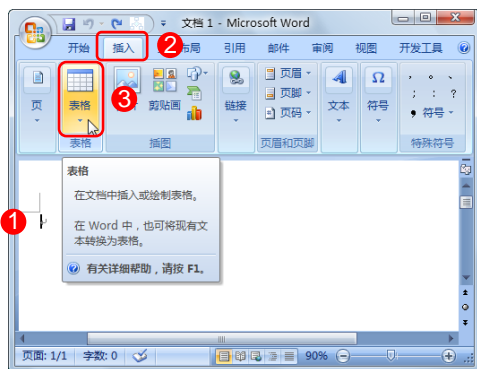 文档 1 - Microsoft Word
开始 插入 2 布局 引用 邮件 审阅 视图 开发工具
页 表格 3 剪贴画 链接 页眉 页脚 页码 文本 符号 , 。 、 ; : ? 符号
表格 插图 页眉和页脚 特殊符号
表格
在文档中插入或绘制表格。
1
在 Word 中，也可将现有文
本转换为表格。
有关详细帮助，请按 F1。
页面: 1/1 字数: 0 90%